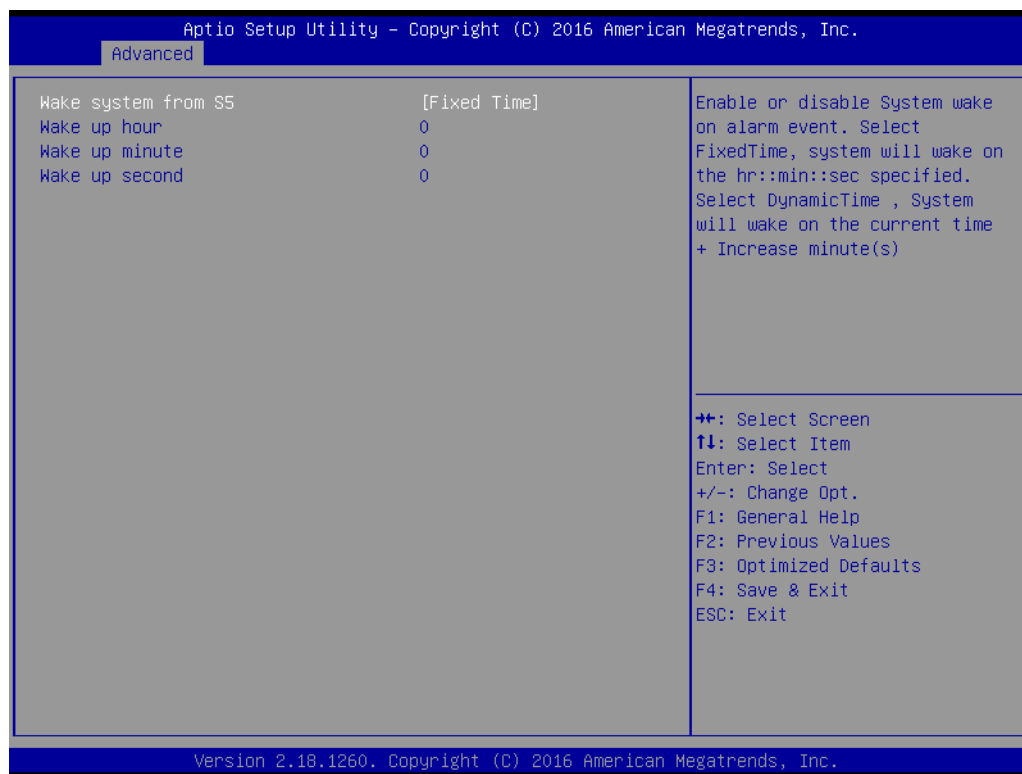 Aptio Setup Utility – Copyright (C) 2016 American Megatrends, Inc.
Advanced
Wake system from S5 [Fixed Time]
Wake up hour 0
Wake up minute 0
Wake up second 0
Enable or disable System wake
on alarm event. Select
FixedTime, system will wake on
the hr::min::sec specified.
Select DynamicTime , System
will wake on the current time
+ Increase minute(s)
→←: Select Screen
↑↓: Select Item
Enter: Select
+/-: Change Opt.
F1: General Help
F2: Previous Values
F3: Optimized Defaults
F4: Save & Exit
ESC: Exit
Version 2.18.1260. Copyright (C) 2016 American Megatrends, Inc.